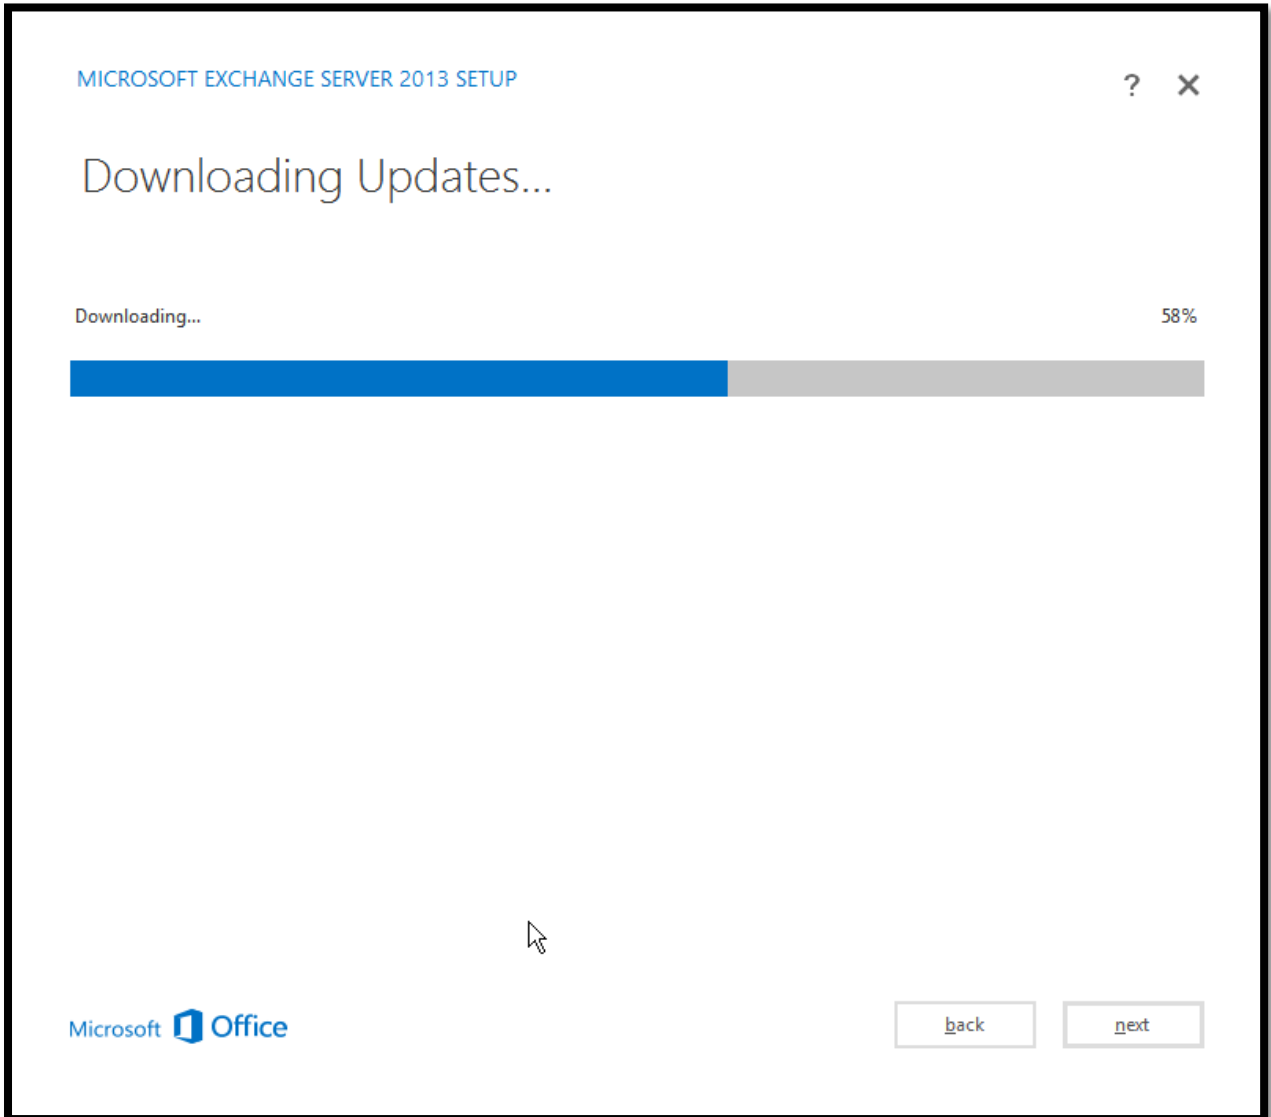 MICROSOFT EXCHANGE SERVER 2013 SETUP
? ✕
Downloading Updates...
Downloading... 58%
Microsoft Office
back next